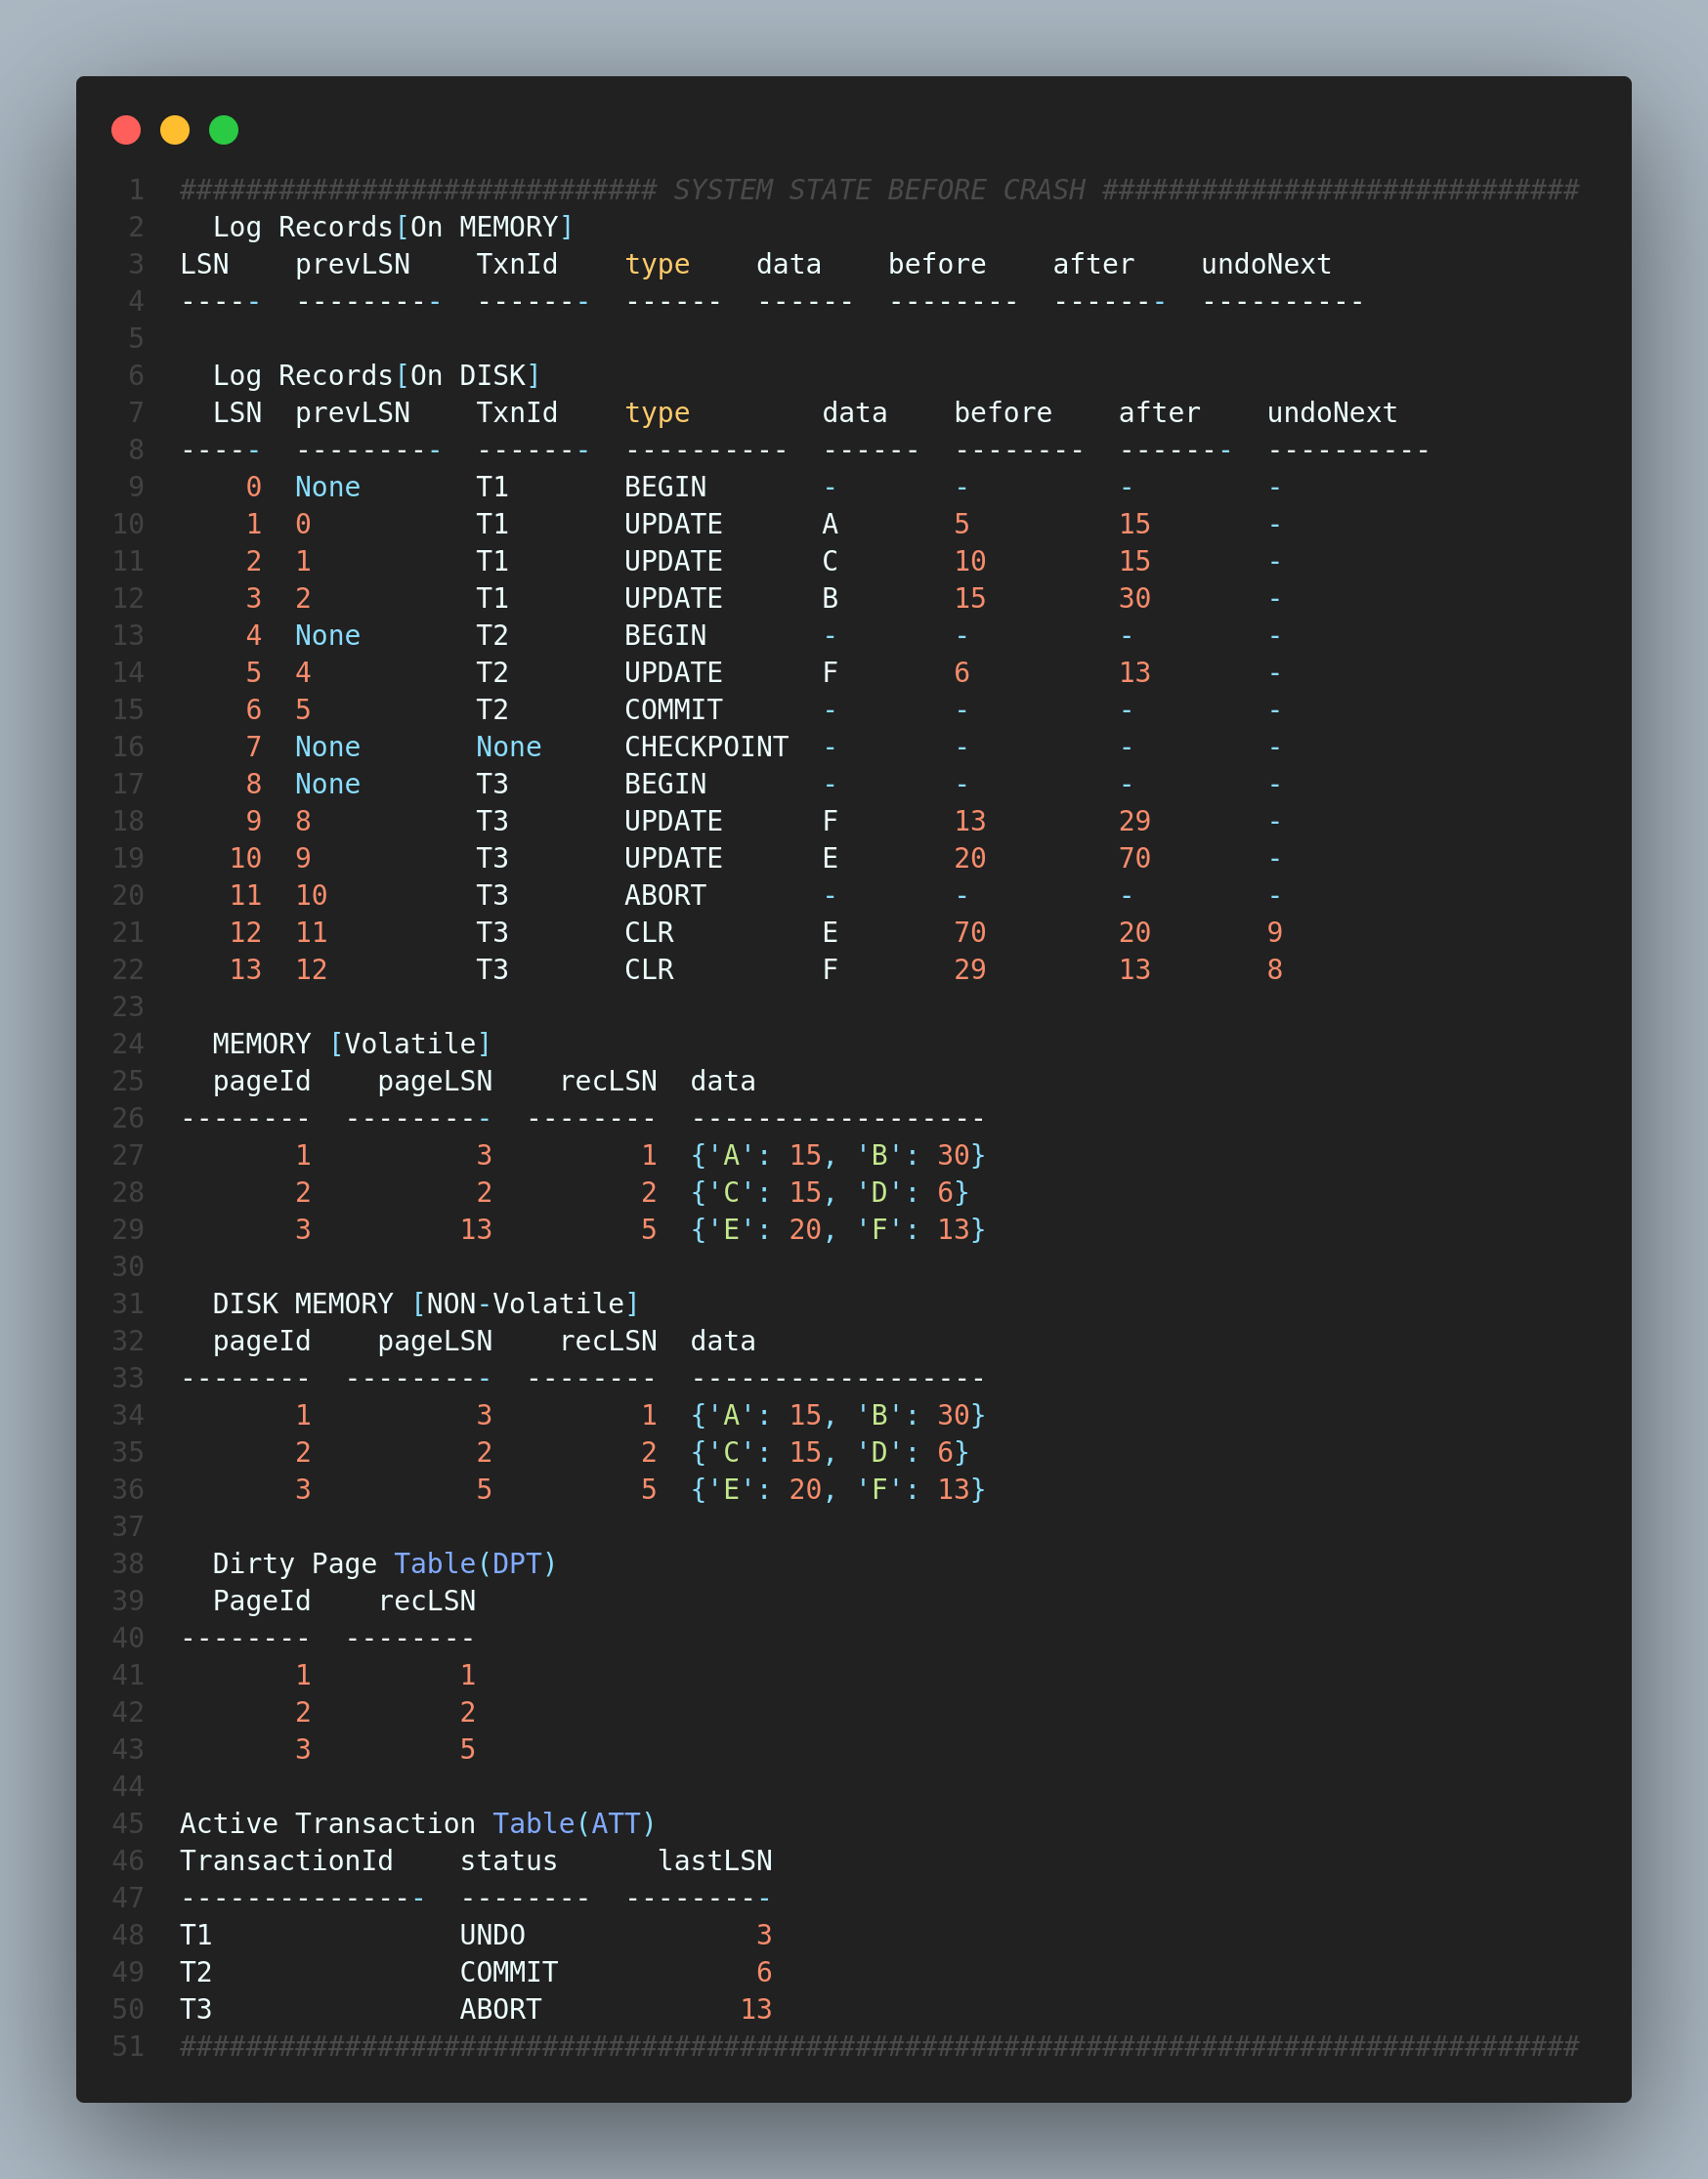 1 ############################# SYSTEM STATE BEFORE CRASH #############################
2 Log Records[On MEMORY]
3 LSN prevLSN TxnId type data before after undoNext
4 ----- --------- ------- ------ ------ -------- ------- ----------
5
6 Log Records[On DISK]
7 LSN prevLSN TxnId type data before after undoNext
8 ----- --------- ------- ---------- ------ -------- ------- ----------
9 0 None T1 BEGIN - - - -
10 1 0 T1 UPDATE A 5 15 -
11 2 1 T1 UPDATE C 10 15 -
12 3 2 T1 UPDATE B 15 30 -
13 4 None T2 BEGIN - - - -
14 5 4 T2 UPDATE F 6 13 -
15 6 5 T2 COMMIT - - - -
16 7 None None CHECKPOINT - - - -
17 8 None T3 BEGIN - - - -
18 9 8 T3 UPDATE F 13 29 -
19 10 9 T3 UPDATE E 20 70 -
20 11 10 T3 ABORT - - - -
21 12 11 T3 CLR E 70 20 9
22 13 12 T3 CLR F 29 13 8
23
24 MEMORY [Volatile]
25 pageId pageLSN recLSN data
26 -------- --------- -------- ------------------
27 1 3 1 {'A': 15, 'B': 30}
28 2 2 2 {'C': 15, 'D': 6}
29 3 13 5 {'E': 20, 'F': 13}
30
31 DISK MEMORY [NON-Volatile]
32 pageId pageLSN recLSN data
33 -------- --------- -------- ------------------
34 1 3 1 {'A': 15, 'B': 30}
35 2 2 2 {'C': 15, 'D': 6}
36 3 5 5 {'E': 20, 'F': 13}
37
38 Dirty Page Table(DPT)
39 PageId recLSN
40 -------- --------
41 1 1
42 2 2
43 3 5
44
45 Active Transaction Table(ATT)
46 TransactionId status lastLSN
47 --------------- -------- ---------
48 T1 UNDO 3
49 T2 COMMIT 6
50 T3 ABORT 13
51 #####################################################################################